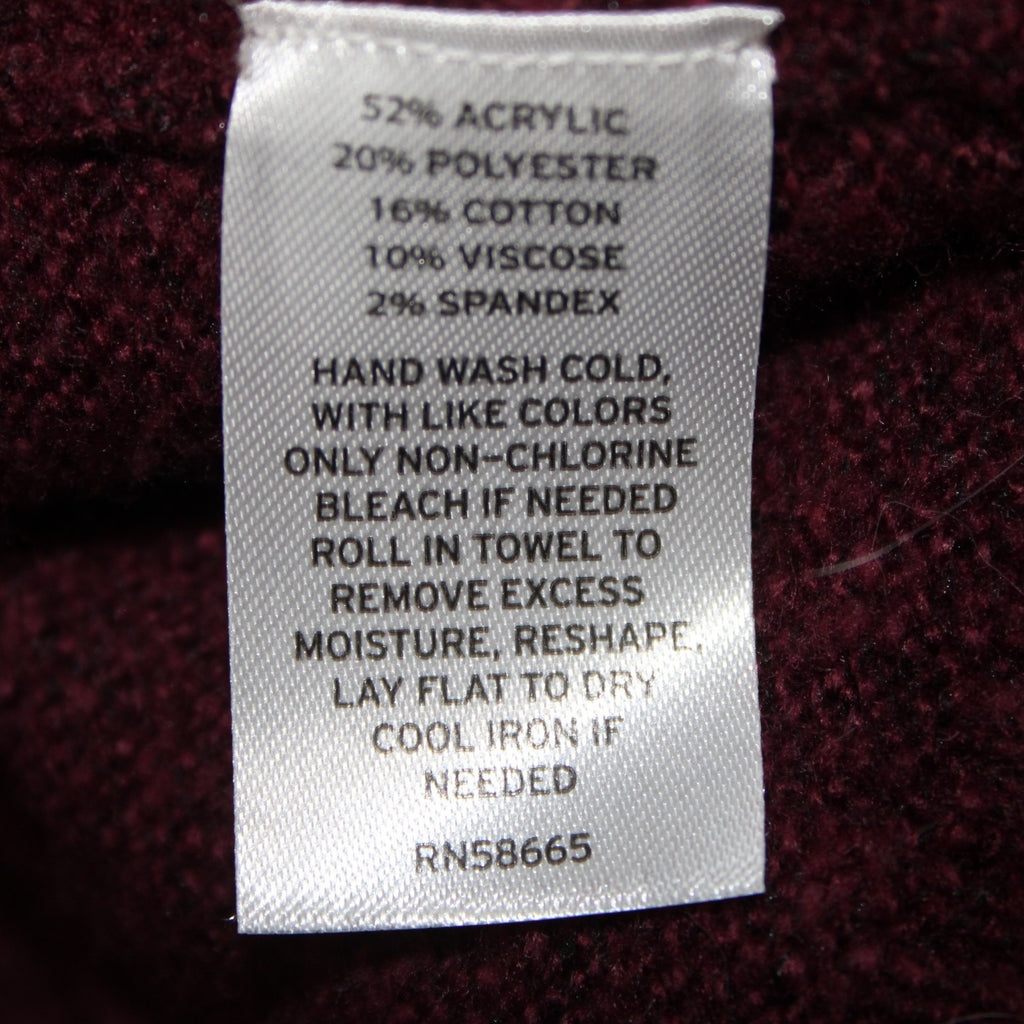 52% ACRYLIC
20% POLYESTER
16% COTTON
10% VISCOSE
2% SPANDEX
HAND WASH COLD,
WITH LIKE COLORS
ONLY NON-CHLORINE
BLEACH IF NEEDED
ROLL IN TOWEL TO
REMOVE EXCESS
MOISTURE, RESHAPE,
LAY FLAT TO DRY
COOL IRON IF
NEEDED
RN58665